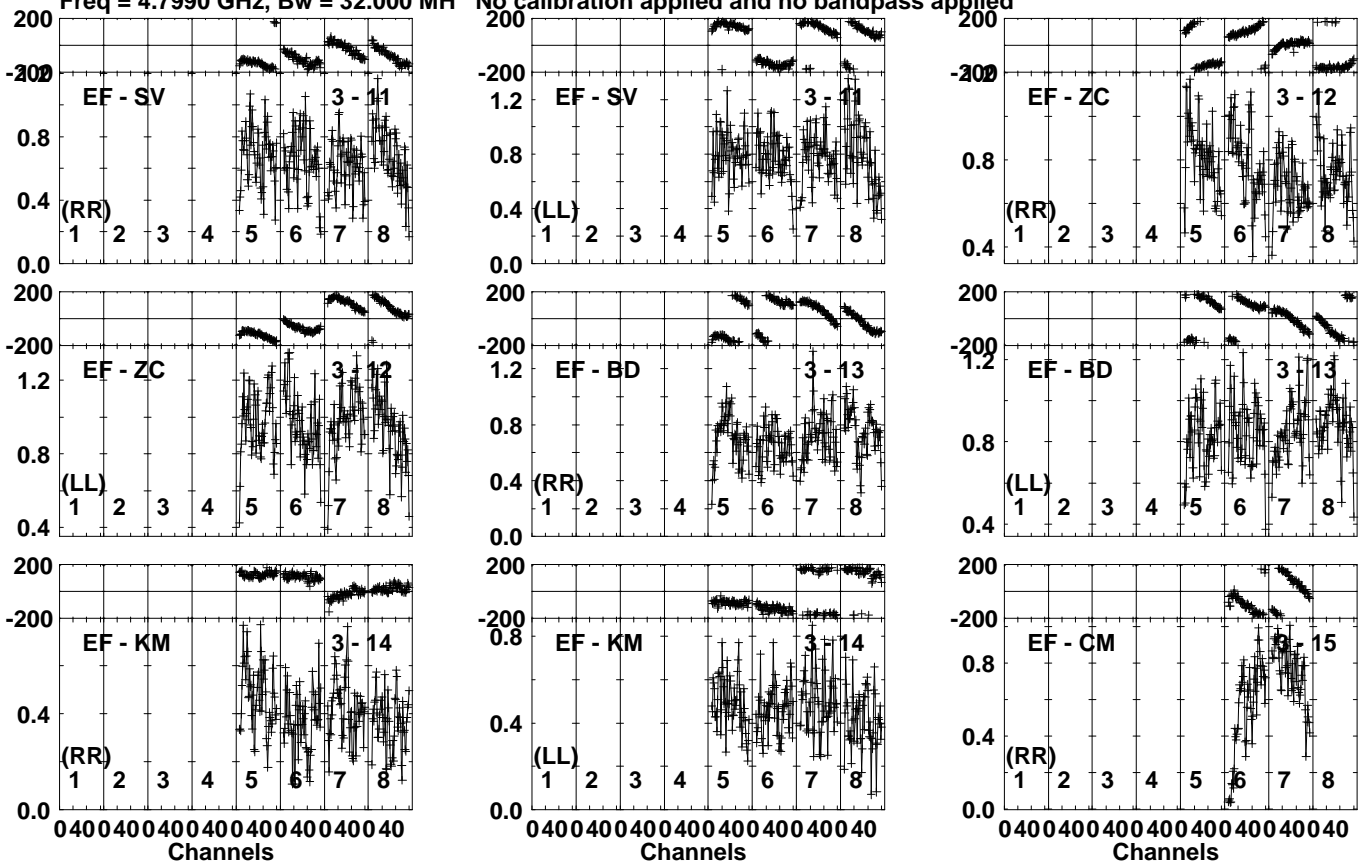 Freq = 4.7990 GHz, Bw = 32.000 MH No calibration applied and no bandpass applied
200 200 200
-200 -200 -200
1.2 EF - SV 3 - 11 1.2 EF - SV 3 - 11 1.2 EF - ZC 3 - 12
0.8 0.8 0.8
0.4 0.4
(RR) (LL) (RR)
1 2 3 4 5 6 7 8 1 2 3 4 5 6 7 8 1 2 3 4 5 6 7 8
0.4
0.0 0.0
200 200 200
-200 -200 -200
EF - ZC 3 - 12 EF - BD 3 - 13 EF - BD 3 - 13
1.2 1.2 1.2
0.8 0.8 0.8
(LL) 0.4 (RR) (LL)
1 2 3 4 5 6 7 8 1 2 3 4 5 6 7 8 1 2 3 4 5 6 7 8
0.4 0.0 0.4
200 200 200
-200 -200 -200
EF - KM 3 - 14 0.8 EF - KM 3 - 14 EF - CM 3 - 15
0.8
0.4 0.4 0.4
(RR) (LL) (RR)
1 2 3 4 5 6 7 8 1 2 3 4 5 6 7 8 1 2 3 4 5 6 7 8
0.0 0.0 0.0
0 40 0 40 0 40 0 40 0 40 0 40 0 40 0 40 0 40 0 40 0 40 0 40 0 40 0 40 0 40 0 40 0 40 0 40 0 40 0 40 0 40 0 40 0 40 0 40
Channels Channels Channels